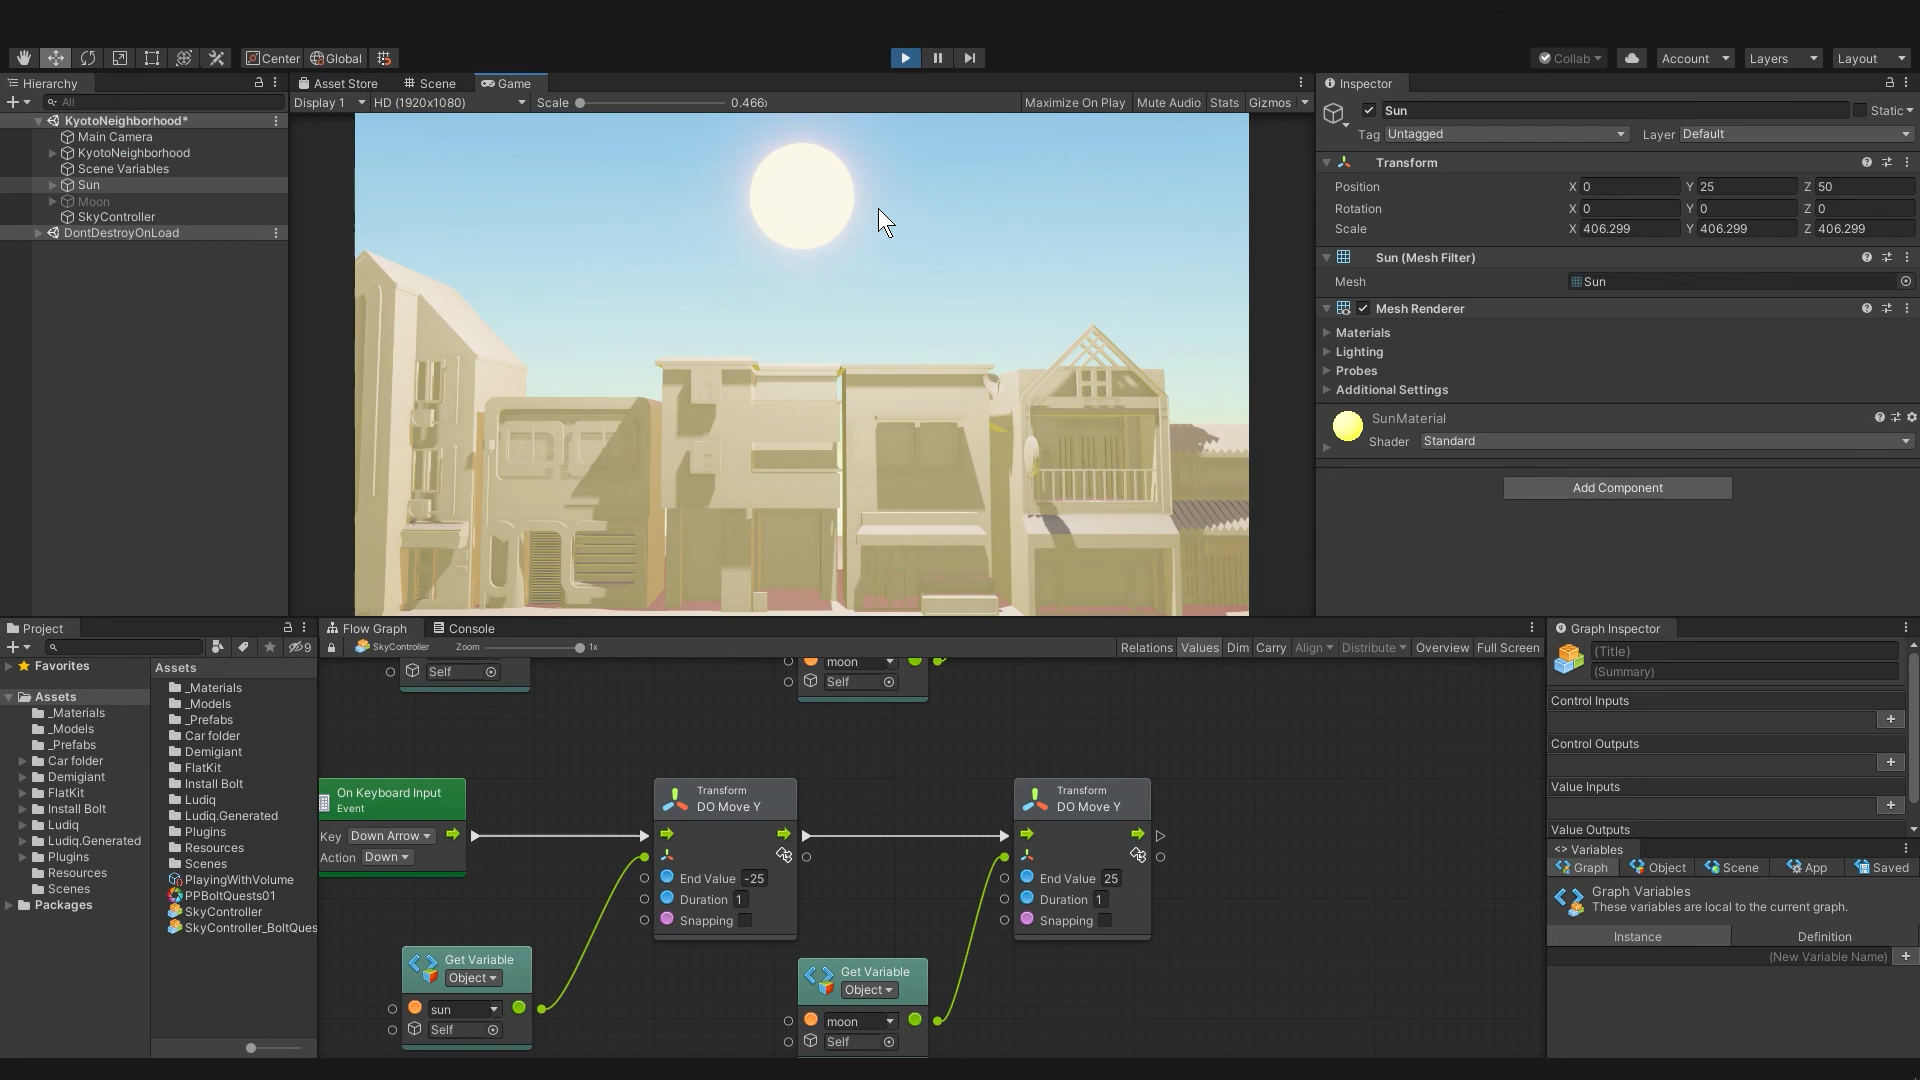 Center
Global
Collab
Account
Layers
Layout
Hierarchy
All
KyotoNeighborhood*
Main Camera
KyotoNeighborhood
Scene Variables
Sun
Moon
SkyController
DontDestroyOnLoad
Asset Store
Scene
Game
Display 1
HD (1920x1080)
Scale
0.466x
Maximize On Play
Mute Audio
Stats
Gizmos
Inspector
Sun
Static
Tag Untagged
Layer Default
Transform
Position X 0 Y 25 Z 50
Rotation X 0 Y 0 Z 0
Scale X 406.299 Y 406.299 Z 406.299
Sun (Mesh Filter)
Mesh Sun
Mesh Renderer
Materials
Lighting
Probes
Additional Settings
SunMaterial
Shader Standard
Add Component
Project
9
Favorites
Assets
_Materials
_Models
_Prefabs
Car folder
Demigiant
FlatKit
Install Bolt
Ludiq
Ludiq.Generated
Plugins
Resources
Scenes
Packages
Assets
_Materials
_Models
_Prefabs
Car folder
Demigiant
FlatKit
Install Bolt
Ludiq
Ludiq.Generated
Plugins
Resources
Scenes
PlayingWithVolume
PPBoltQuests01
SkyController
SkyController_BoltQues
Flow Graph
Console
SkyController
Zoom
1x
Relations
Values
Dim
Carry
Align
Distribute
Overview
Full Screen
Self
moon
Self
On Keyboard Input
Event
Key Down Arrow
Action Down
Transform
DO Move Y
End Value -25
Duration 1
Snapping
Transform
DO Move Y
End Value 25
Duration 1
Snapping
Get Variable
Object
sun
Self
Get Variable
Object
moon
Self
Graph Inspector
(Title)
(Summary)
Control Inputs
Control Outputs
Value Inputs
Value Outputs
<> Variables
Graph
Object
Scene
App
Saved
Graph Variables
These variables are local to the current graph.
Instance
Definition
(New Variable Name)